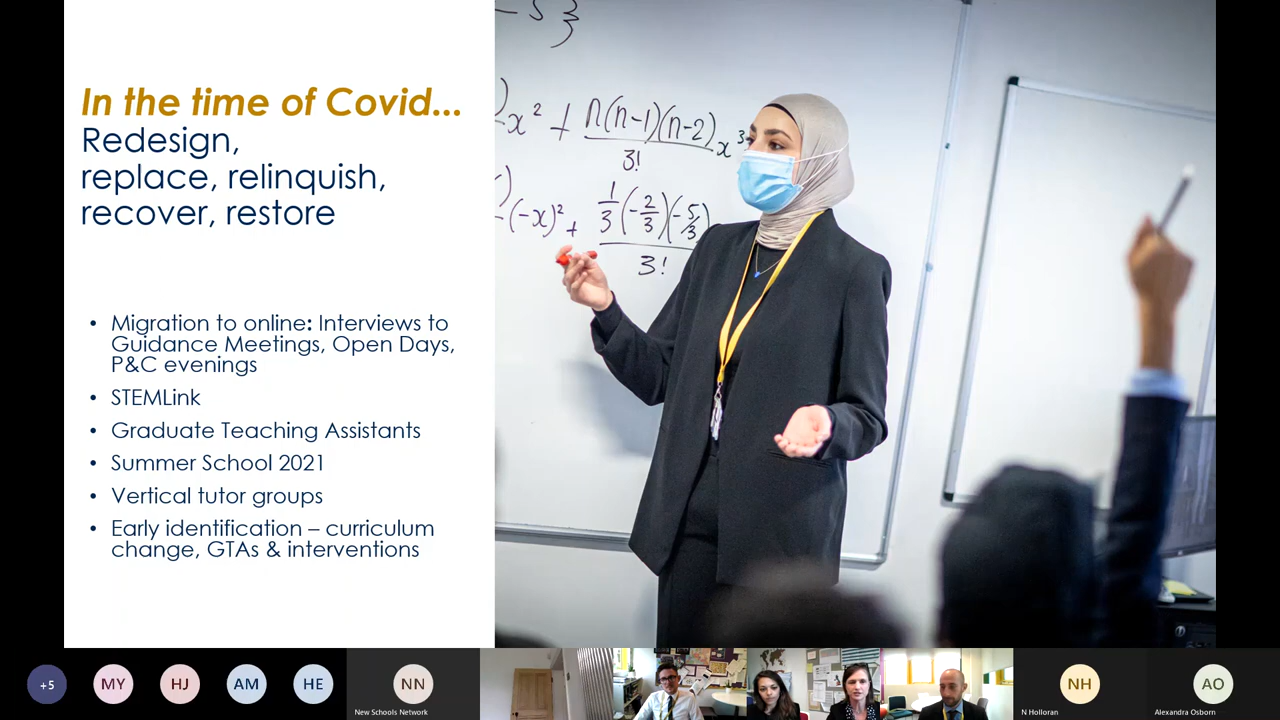 In the time of Covid...
Redesign,
replace, relinquish,
recover, restore
• Migration to online: Interviews to
Guidance Meetings, Open Days,
P&C evenings
• STEMLink
• Graduate Teaching Assistants
• Summer School 2021
• Vertical tutor groups
• Early identification – curriculum
change, GTAs & interventions
- 5 }
)x² + n(n-1)(n-2) x³
3!
(-x)² + 1/3 (-2/3)(-5/3)
3!
+5
MY
HJ
AM
HE
NN
New Schools Network
NH
N Holloran
AO
Alexandra Osborn